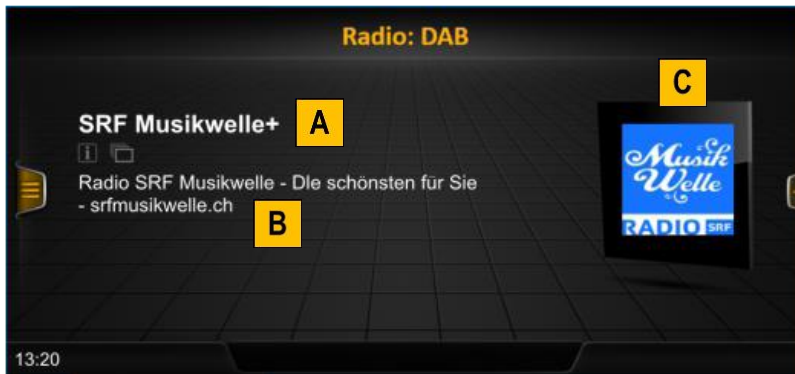 Radio: DAB
C
SRF Musikwelle+ A
i
Radio SRF Musikwelle - DIe schönsten für Sie
- srfmusikwelle.ch
B
Musik
Welle
RADIO SRF
13:20